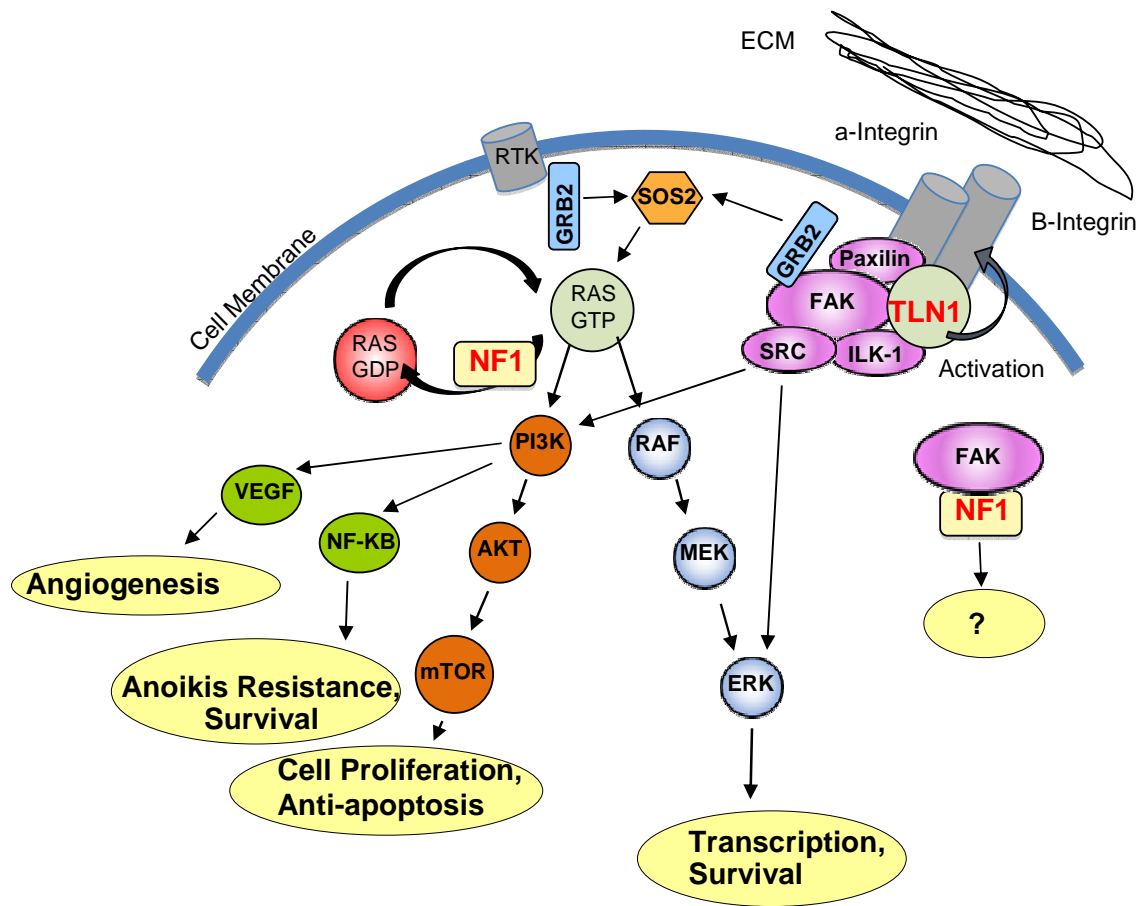 ECM
a-Integrin
RTK
GRB2
SOS2
GRB2
B-Integrin
Cell Membrane
Paxilin
FAK
TLN1
RAS
GTP
RAS
GDP
NF1
SRC
ILK-1
Activation
PI3K
RAF
FAK
NF1
VEGF
NF-KB
AKT
MEK
Angiogenesis
?
mTOR
ERK
Anoikis Resistance,
Survival
Cell Proliferation,
Anti-apoptosis
Transcription,
Survival